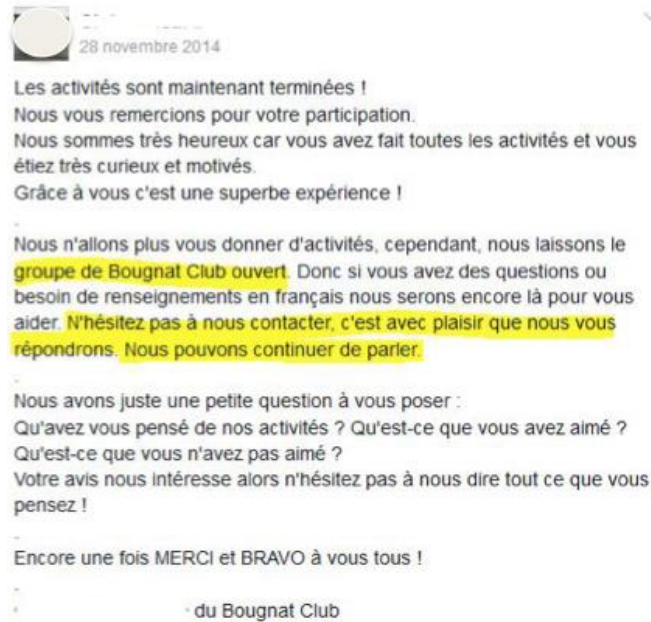 28 novembre 2014
Les activités sont maintenant terminées !
Nous vous remercions pour votre participation.
Nous sommes très heureux car vous avez fait toutes les activités et vous
étiez très curieux et motivés.
Grâce à vous c'est une superbe expérience !
.
Nous n'allons plus vous donner d'activités, cependant, nous laissons le
groupe de Bougnat Club ouvert. Donc si vous avez des questions ou
besoin de renseignements en français nous serons encore là pour vous
aider. N'hésitez pas à nous contacter, c'est avec plaisir que nous vous
répondrons. Nous pouvons continuer de parler.
.
Nous avons juste une petite question à vous poser :
Qu'avez vous pensé de nos activités ? Qu'est-ce que vous avez aimé ?
Qu'est-ce que vous n'avez pas aimé ?
Votre avis nous intéresse alors n'hésitez pas à nous dire tout ce que vous
pensez !
.
Encore une fois MERCI et BRAVO à vous tous !
.
du Bougnat Club